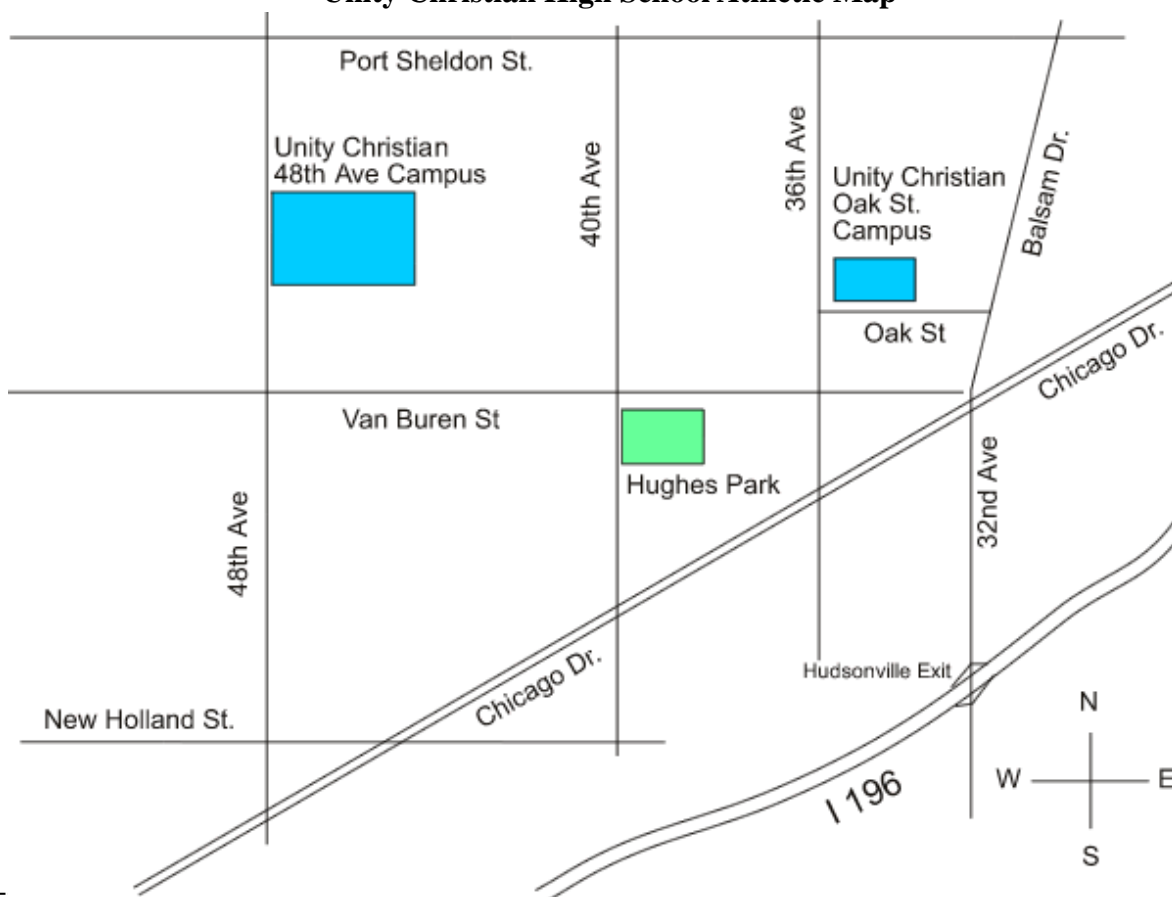 Unity Christian High School Athletic Map
Port Sheldon St.
Unity Christian
48th Ave Campus
40th Ave
36th Ave
Unity Christian
Oak St.
Campus
Balsam Dr.
Oak St
Chicago Dr.
Van Buren St
Hughes Park
48th Ave
32nd Ave
Hudsonville Exit
Chicago Dr.
New Holland St.
I 196
N
W
E
S